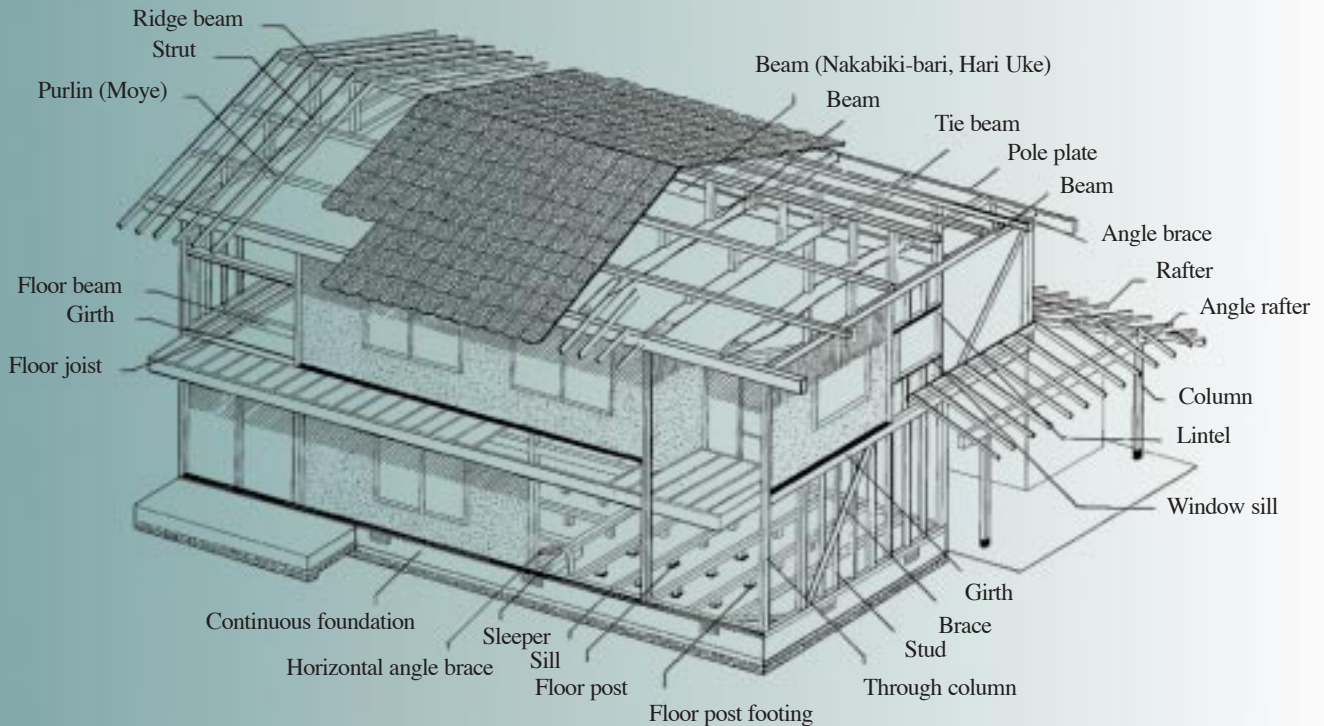 Ridge beam
Strut
Purlin (Moye)
Beam (Nakabiki-bari, Hari Uke)
Beam
Tie beam
Pole plate
Beam
Angle brace
Rafter
Angle rafter
Floor beam
Girth
Floor joist
Column
Lintel
Window sill
Continuous foundation
Horizontal angle brace
Sleeper
Sill
Floor post
Floor post footing
Girth
Brace
Stud
Through column